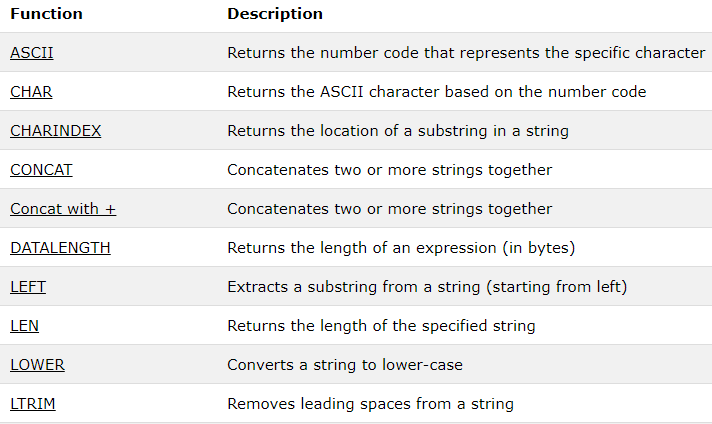 Function Description
ASCII Returns the number code that represents the specific character
CHAR Returns the ASCII character based on the number code
CHARINDEX Returns the location of a substring in a string
CONCAT Concatenates two or more strings together
Concat with + Concatenates two or more strings together
DATALENGTH Returns the length of an expression (in bytes)
LEFT Extracts a substring from a string (starting from left)
LEN Returns the length of the specified string
LOWER Converts a string to lower-case
LTRIM Removes leading spaces from a string